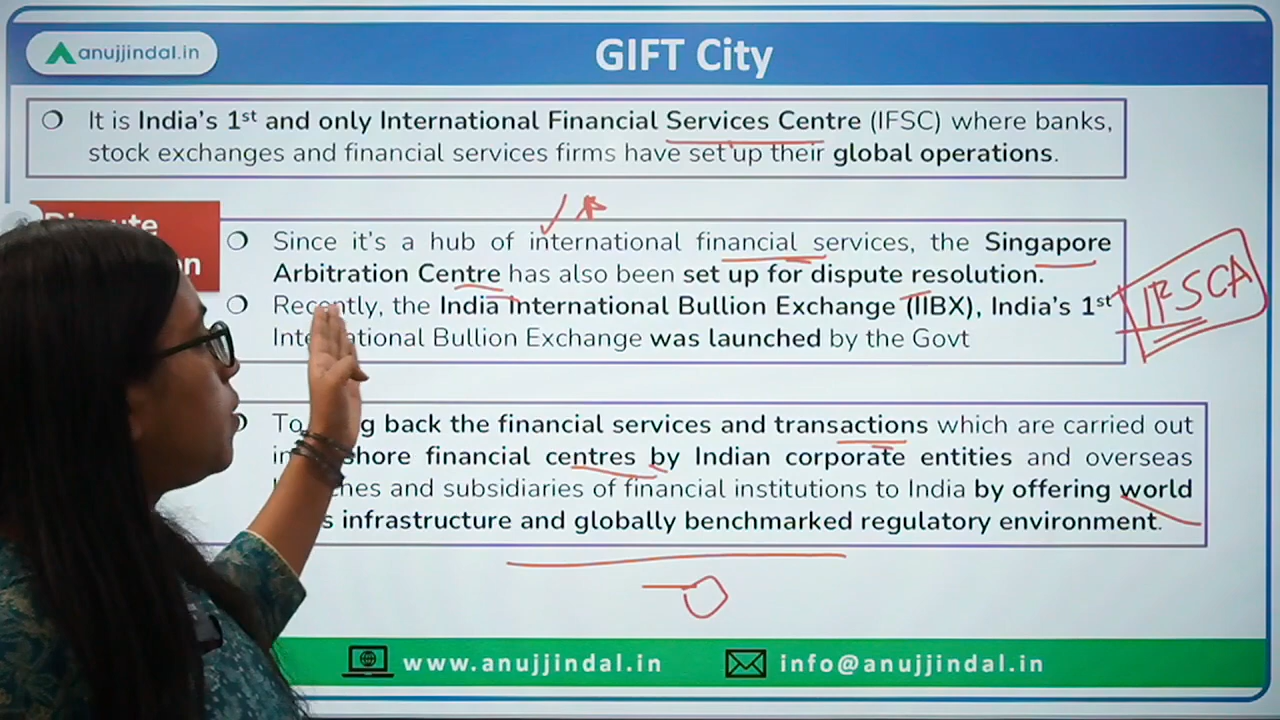 anujjindal.in
GIFT City
It is India's 1st and only International Financial Services Centre (IFSC) where banks,
stock exchanges and financial services firms have set up their global operations.
Since it's a hub of international financial services, the Singapore
Arbitration Centre has also been set up for dispute resolution.
Recently, the India International Bullion Exchange (IIBX), India's 1st
International Bullion Exchange was launched by the Govt
IFSCA
back the financial services and transactions which are carried out
financial centres by Indian corporate entities and overseas
and subsidiaries of financial institutions to India by offering world
infrastructure and globally benchmarked regulatory environment.
www.anujjindal.in
info@anujjindal.in